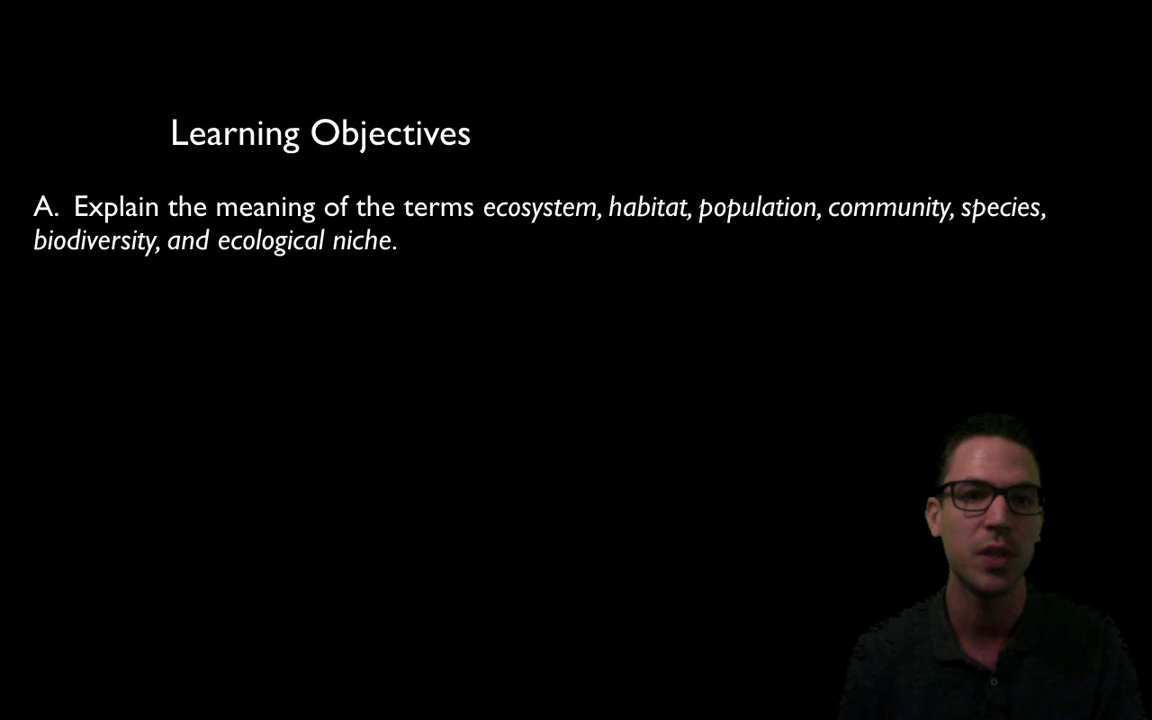 Learning Objectives
A. Explain the meaning of the terms ecosystem, habitat, population, community, species,
biodiversity, and ecological niche.